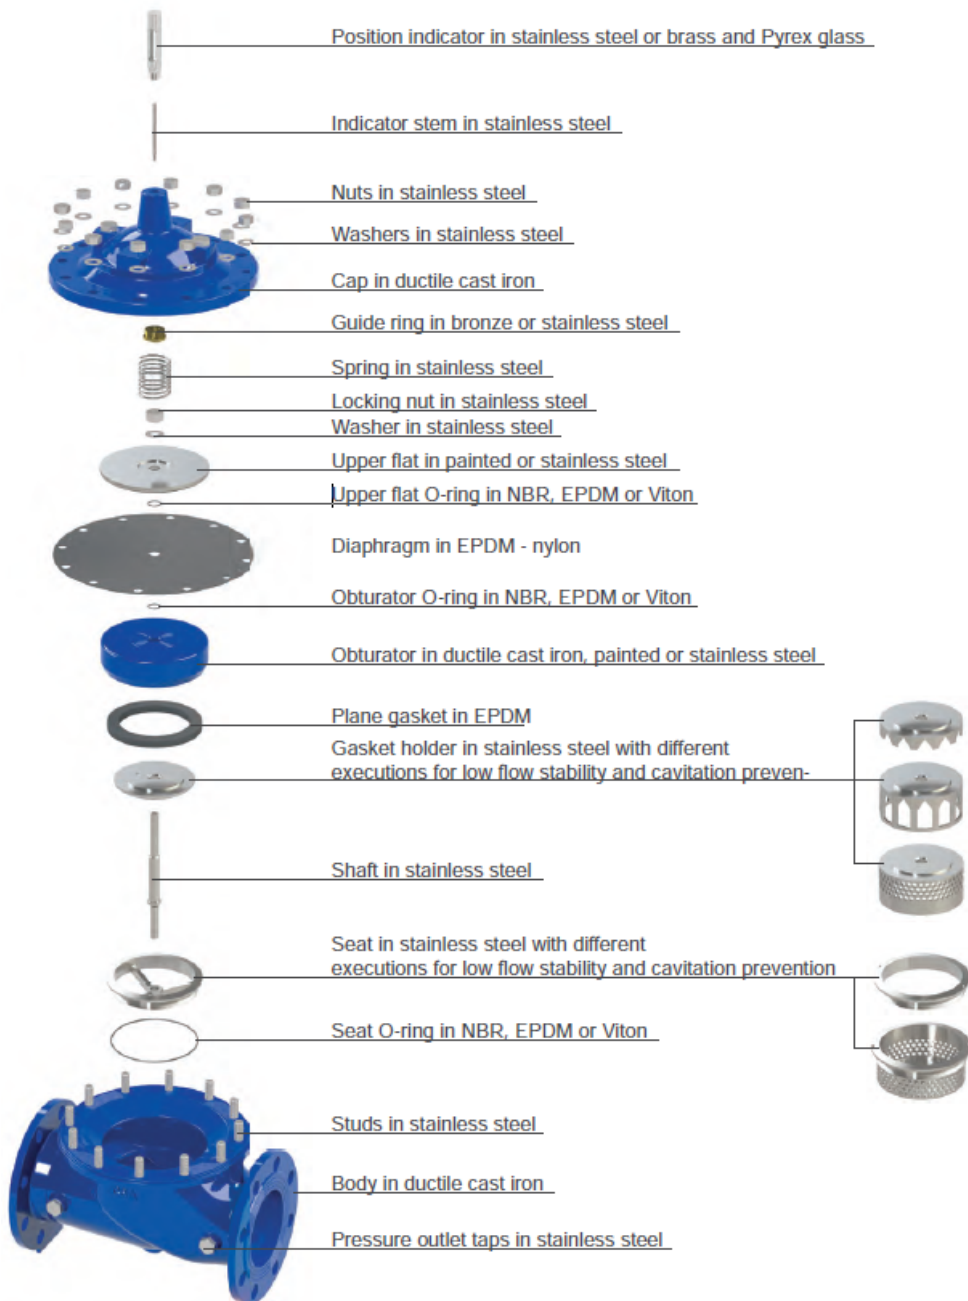 Position indicator in stainless steel or brass and Pyrex glass
Indicator stem in stainless steel
Nuts in stainless steel
Washers in stainless steel
Cap in ductile cast iron
Guide ring in bronze or stainless steel
Spring in stainless steel
Locking nut in stainless steel
Washer in stainless steel
Upper flat in painted or stainless steel
Upper flat O-ring in NBR, EPDM or Viton
Diaphragm in EPDM - nylon
Obturator O-ring in NBR, EPDM or Viton
Obturator in ductile cast iron, painted or stainless steel
Plane gasket in EPDM
Gasket holder in stainless steel with different
executions for low flow stability and cavitation preven-
Shaft in stainless steel
Seat in stainless steel with different
executions for low flow stability and cavitation prevention
Seat O-ring in NBR, EPDM or Viton
Studs in stainless steel
Body in ductile cast iron
Pressure outlet taps in stainless steel